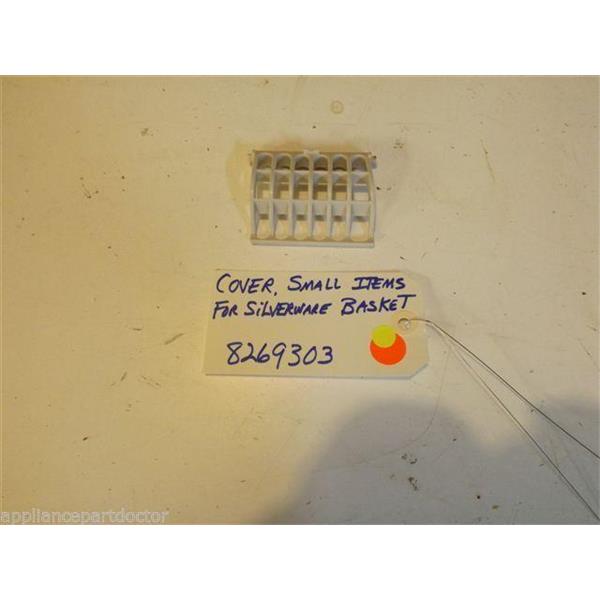 COVER, SMALL ITEMS
FOR SILVERWARE BASKET
8269303
appliancepartdoctor